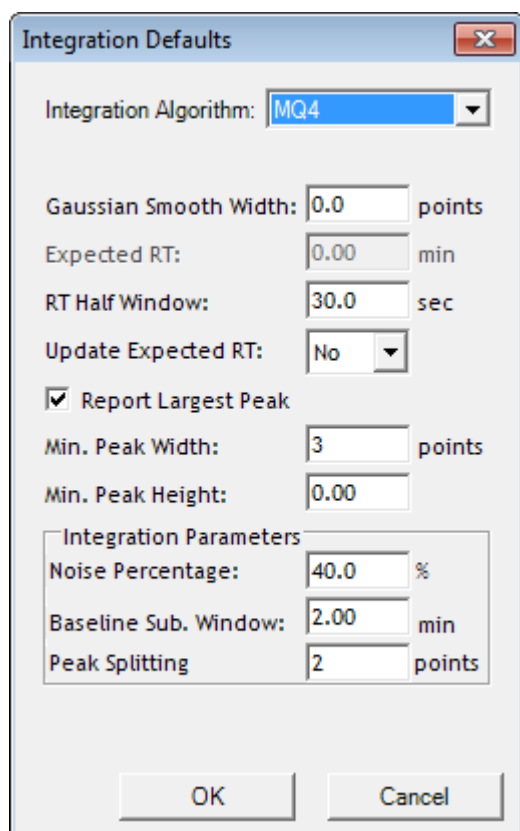 Integration Defaults
Integration Algorithm: MQ4
Gaussian Smooth Width: 0.0 points
Expected RT: 0.00 min
RT Half Window: 30.0 sec
Update Expected RT: No
Report Largest Peak
Min. Peak Width: 3 points
Min. Peak Height: 0.00
Integration Parameters
Noise Percentage: 40.0 %
Baseline Sub. Window: 2.00 min
Peak Splitting 2 points
OK Cancel